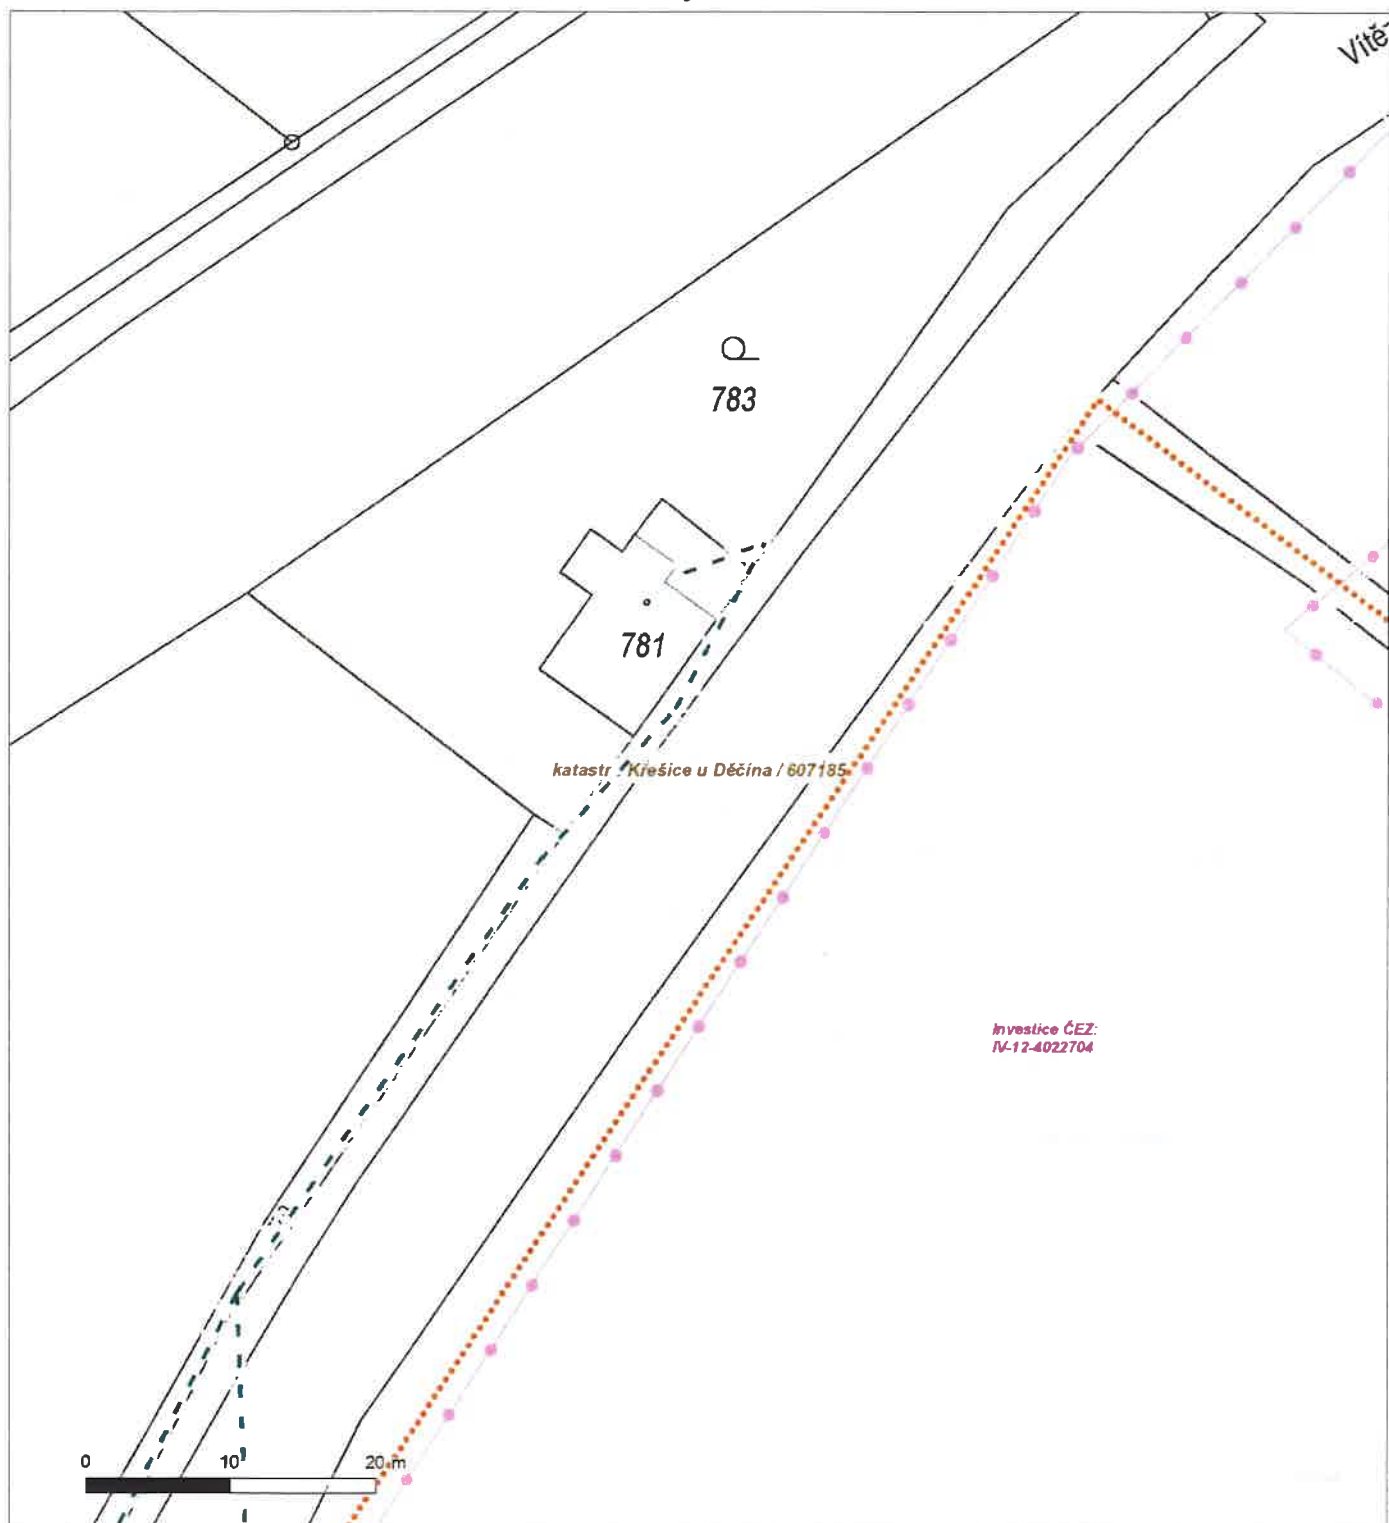 Vítě
783
781
katastr : Křešice u Děčína / 607185
Investice ČEZ:
IV-12-4022704
0 10 20 m